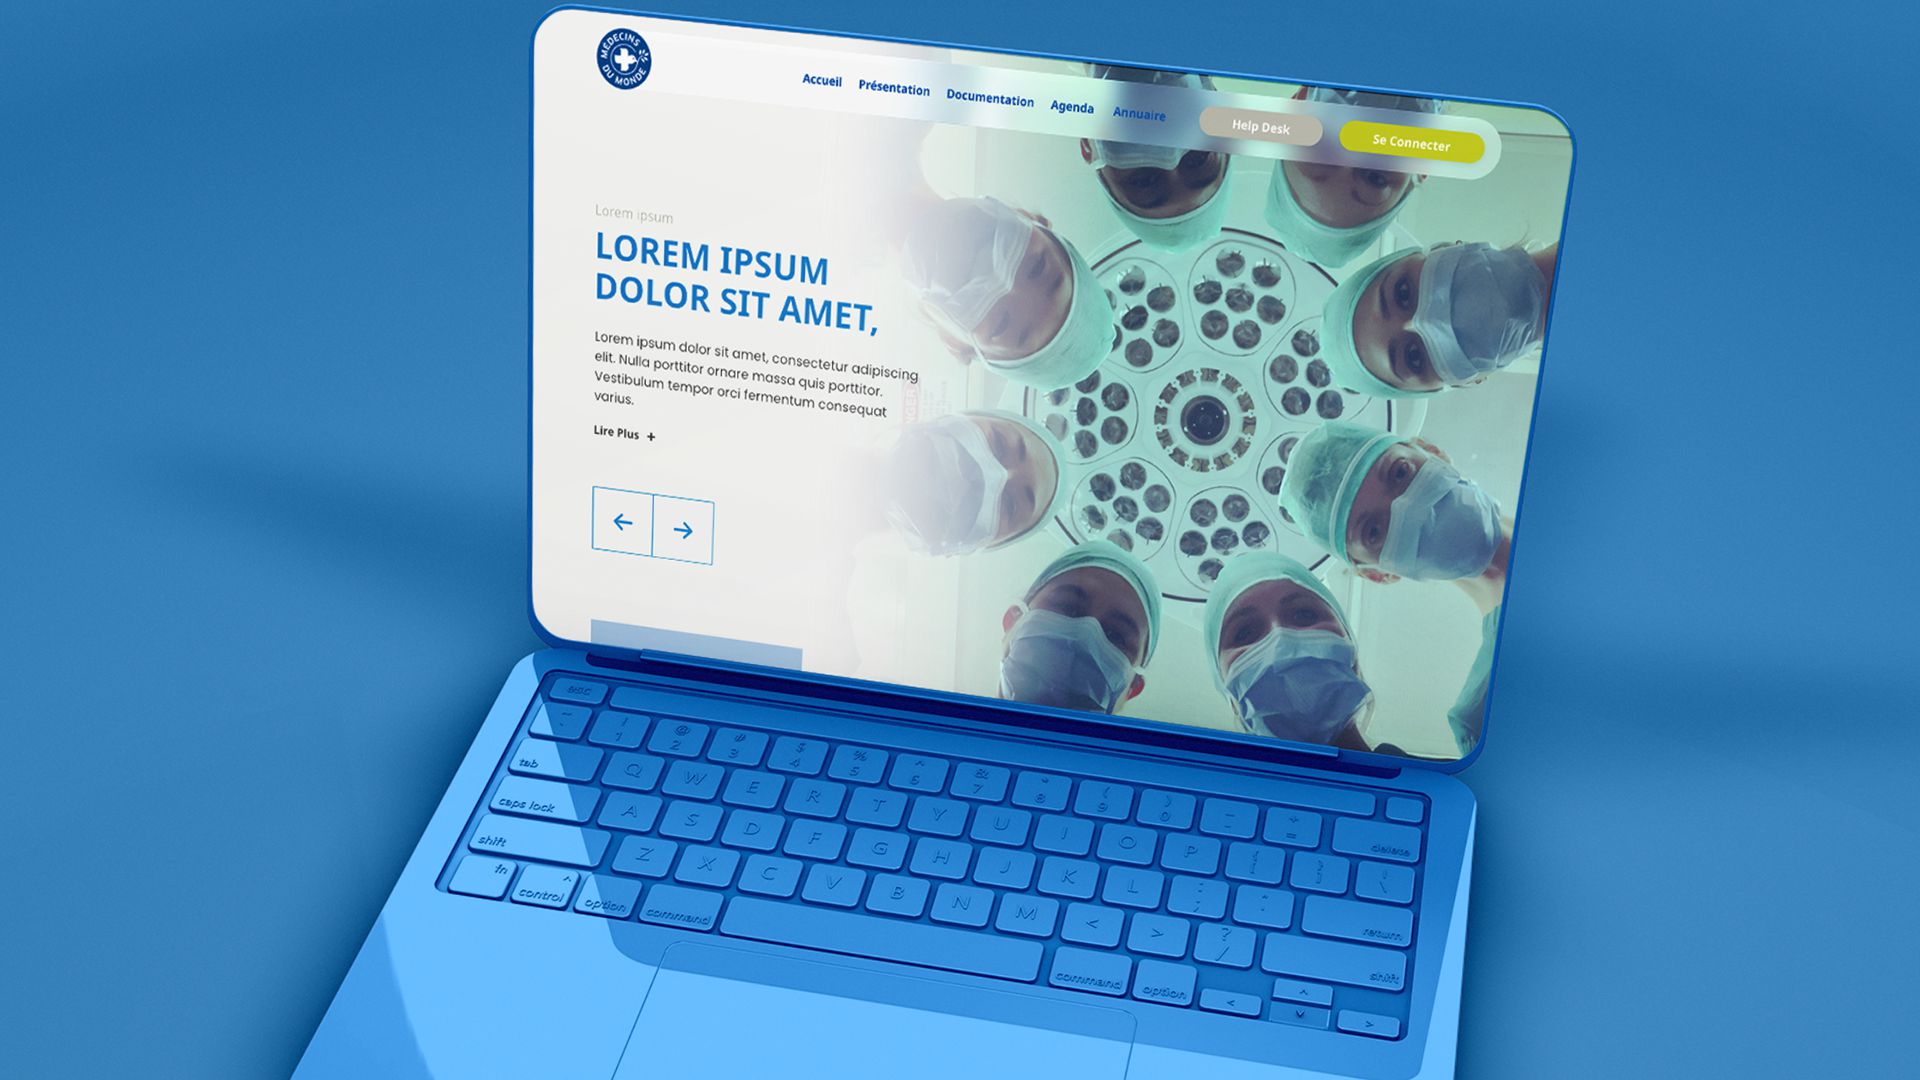 MÉDECINS
DU MONDE
Accueil Présentation Documentation Agenda Annuaire Help Desk Se Connecter
Lorem ipsum
LOREM IPSUM
DOLOR SIT AMET,
Lorem ipsum dolor sit amet, consectetur adipiscing
elit. Nulla porttitor ornare massa quis porttitor.
Vestibulum tempor orci fermentum consequat
varius.
Lire Plus +
esc
~ ! @ # $ % ^ & * ( ) _ +
` 1 2 3 4 5 6 7 8 9 0 - = delete
tab Q W E R T Y U I O P { [ } ] | \
caps lock A S D F G H J K L : ; " ' return
shift Z X C V B N M < > ? / shift
fn ^ control option command command option < ^ v >